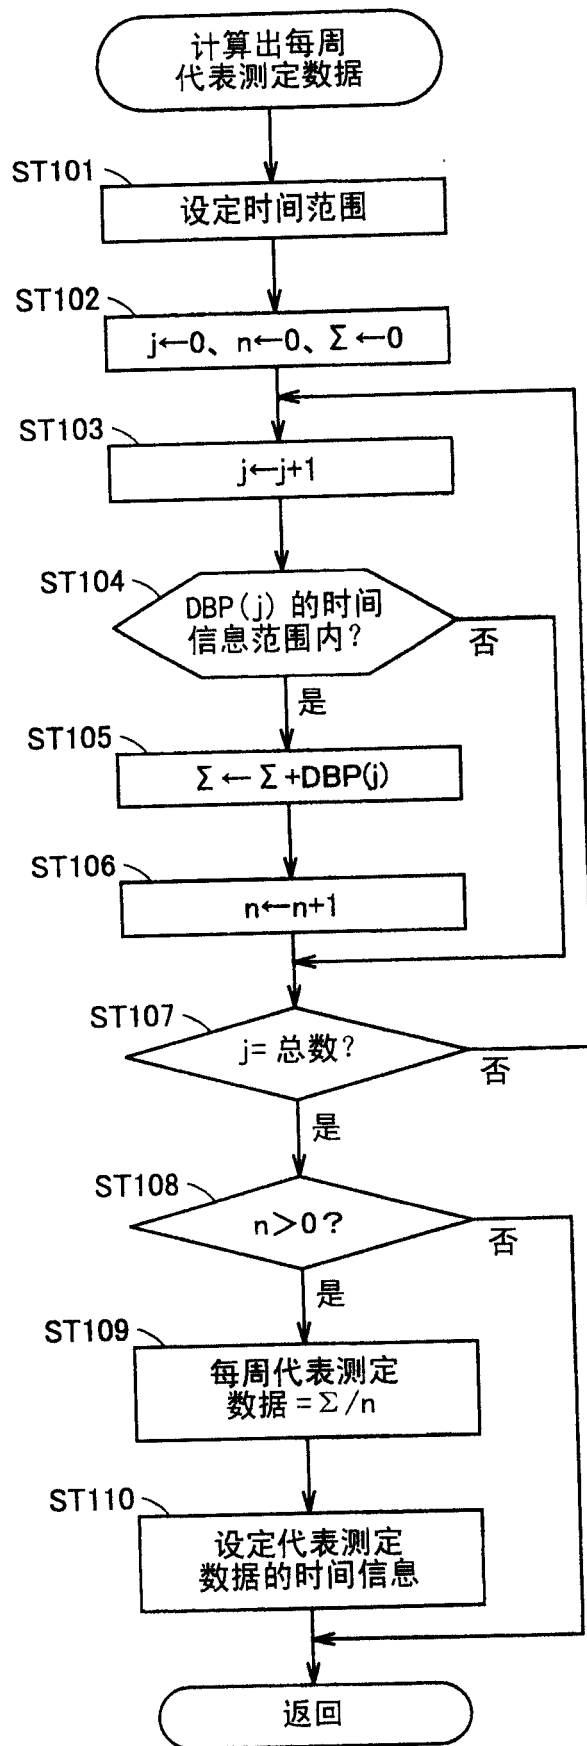 计算出每周
代表测定数据
ST101
设定时间范围
ST102
j←0、n←0、Σ←0
ST103
j←j+1
ST104
DBP(j) 的时间
信息范围内?
否
是
ST105
Σ←Σ+DBP(j)
ST106
n←n+1
ST107
j=总数?
否
是
ST108
n>0?
否
是
ST109
每周代表测定
数据=Σ/n
ST110
设定代表测定
数据的时间信息
返回